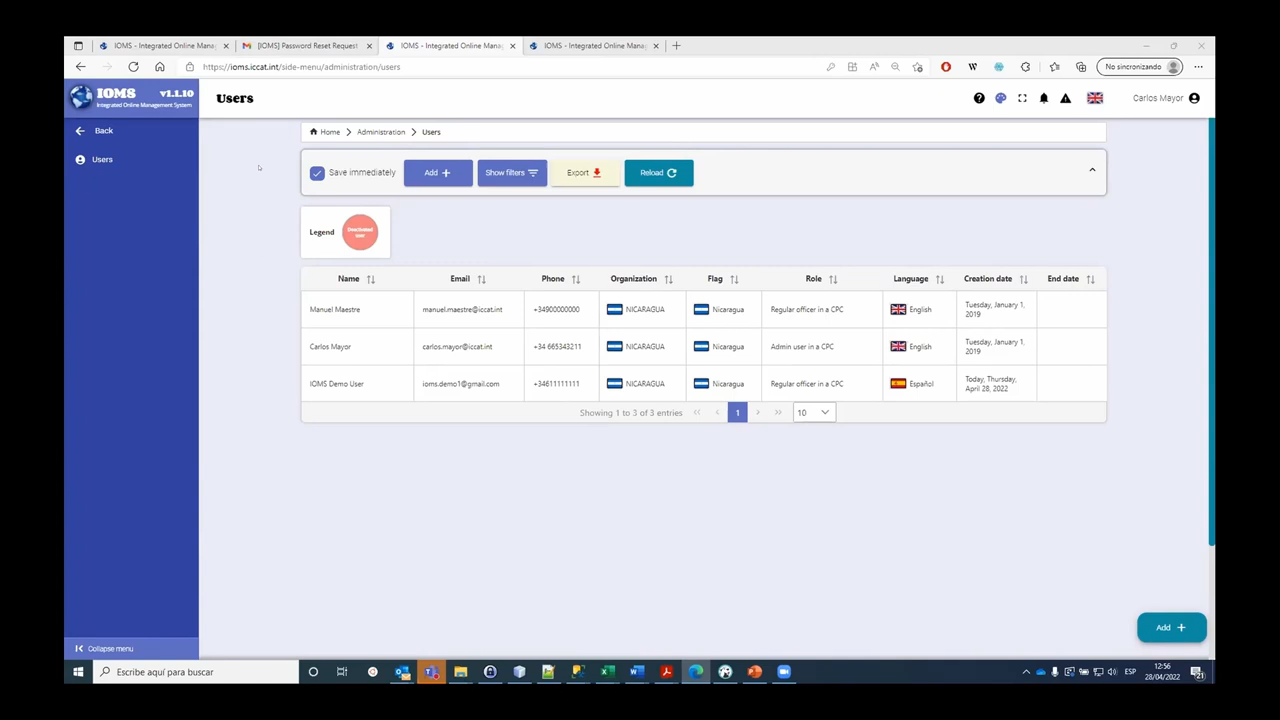 IOMS - Integrated Online Mana
[IOMS] Password Reset Request
IOMS - Integrated Online Mana
IOMS - Integrated Online Mana
https://ioms.iccat.int/side-menu/administration/users
No sincronizando
IOMS v1.1.10
Integrated Online Management System
Users
Carlos Mayor
Back
Users
Home Administration Users
Save immediately Add Show filters Export Reload
Legend Deactivated user
Name Email Phone Organization Flag Role Language Creation date End date
Manuel Maestre manuel.maestre@iccat.int +34900000000 NICARAGUA Nicaragua Regular officer in a CPC English Tuesday, January 1, 2019
Carlos Mayor carlos.mayor@iccat.int +34 665343211 NICARAGUA Nicaragua Admin user in a CPC English Tuesday, January 1, 2019
IOMS Demo User ioms.demo1@gmail.com +34611111111 NICARAGUA Nicaragua Regular officer in a CPC Español Today, Thursday, April 28, 2022
Showing 1 to 3 of 3 entries 1 10
Add
Collapse menu
Escribe aquí para buscar
ESP
12:56
28/04/2022
21